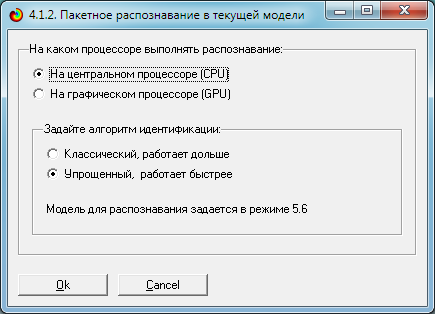 4.1.2. Пакетное распознавание в текущей модели
На каком процессоре выполнять распознавание:
На центральном процессоре (CPU)
На графическом процессоре (GPU)
Задайте алгоритм идентификации:
Классический, работает дольше
Упрощенный,  работает быстрее
Модель для распознавания задается в режиме 5.6
Ok
Cancel